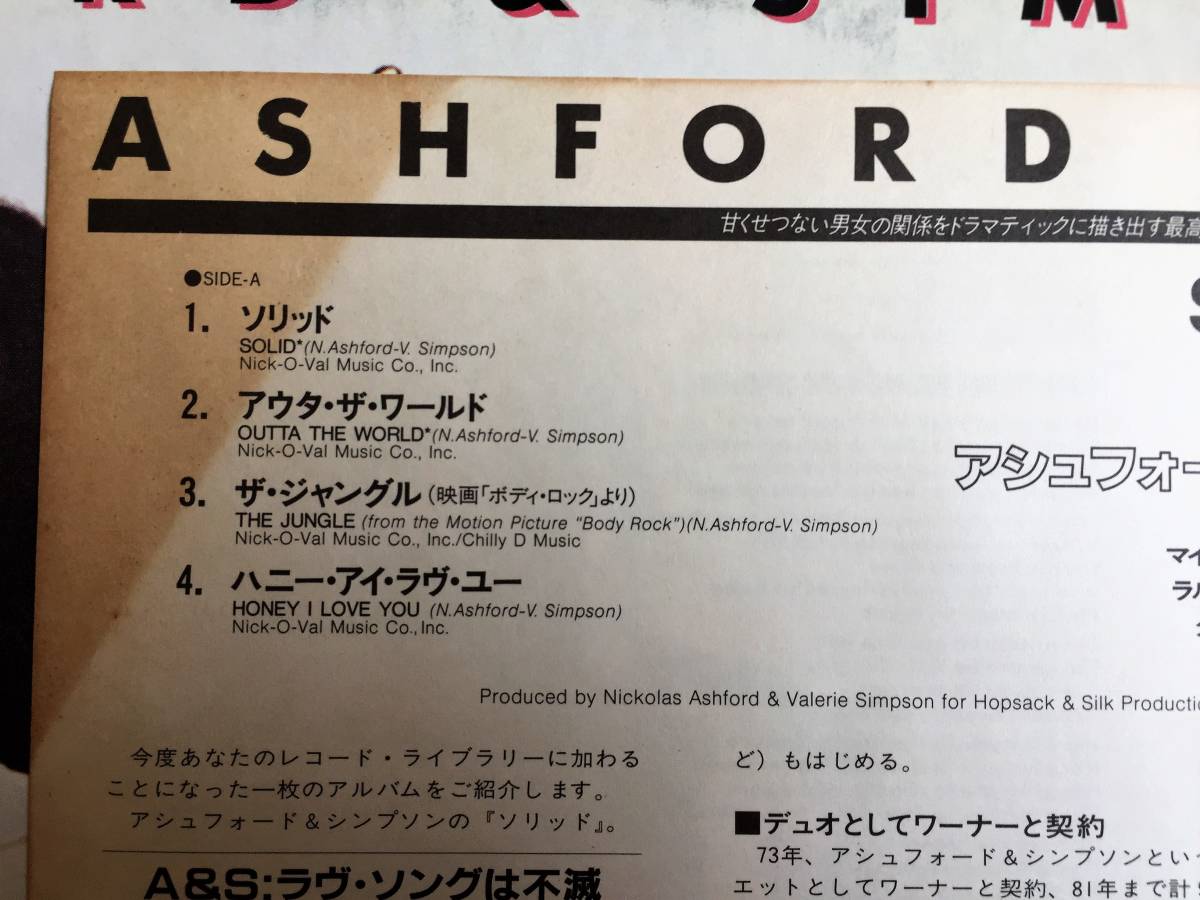 RD & SIM
ASHFORD
甘くせつない男女の関係をドラマティックに描き出す最高
●SIDE-A
1. ソリッド
SOLID*(N.Ashford-V. Simpson)
Nick-O-Val Music Co., Inc.
2. アウタ・ザ・ワールド
OUTTA THE WORLD*(N.Ashford-V. Simpson)
Nick-O-Val Music Co., Inc.
3. ザ・ジャングル(映画「ボディ・ロック」より)
THE JUNGLE (from the Motion Picture "Body Rock")(N.Ashford-V. Simpson)
Nick-O-Val Music Co., Inc./Chilly D Music
4. ハニー・アイ・ラヴ・ユー
HONEY I LOVE YOU (N.Ashford-V. Simpson)
Nick-O-Val Music Co., Inc.
S
アシュフォー
マイ
ラル
Produced by Nickolas Ashford & Valerie Simpson for Hopsack & Silk Productio
今度あなたのレコード・ライブラリーに加わる
ことになった一枚のアルバムをご紹介します。
アシュフォード&シンプソンの『ソリッド』。
A&S:ラヴ・ソングは不滅
ど)もはじめる。
■デュオとしてワーナーと契約
73年、アシュフォード&シンプソンという
エットとしてワーナーと契約、81年まで計9